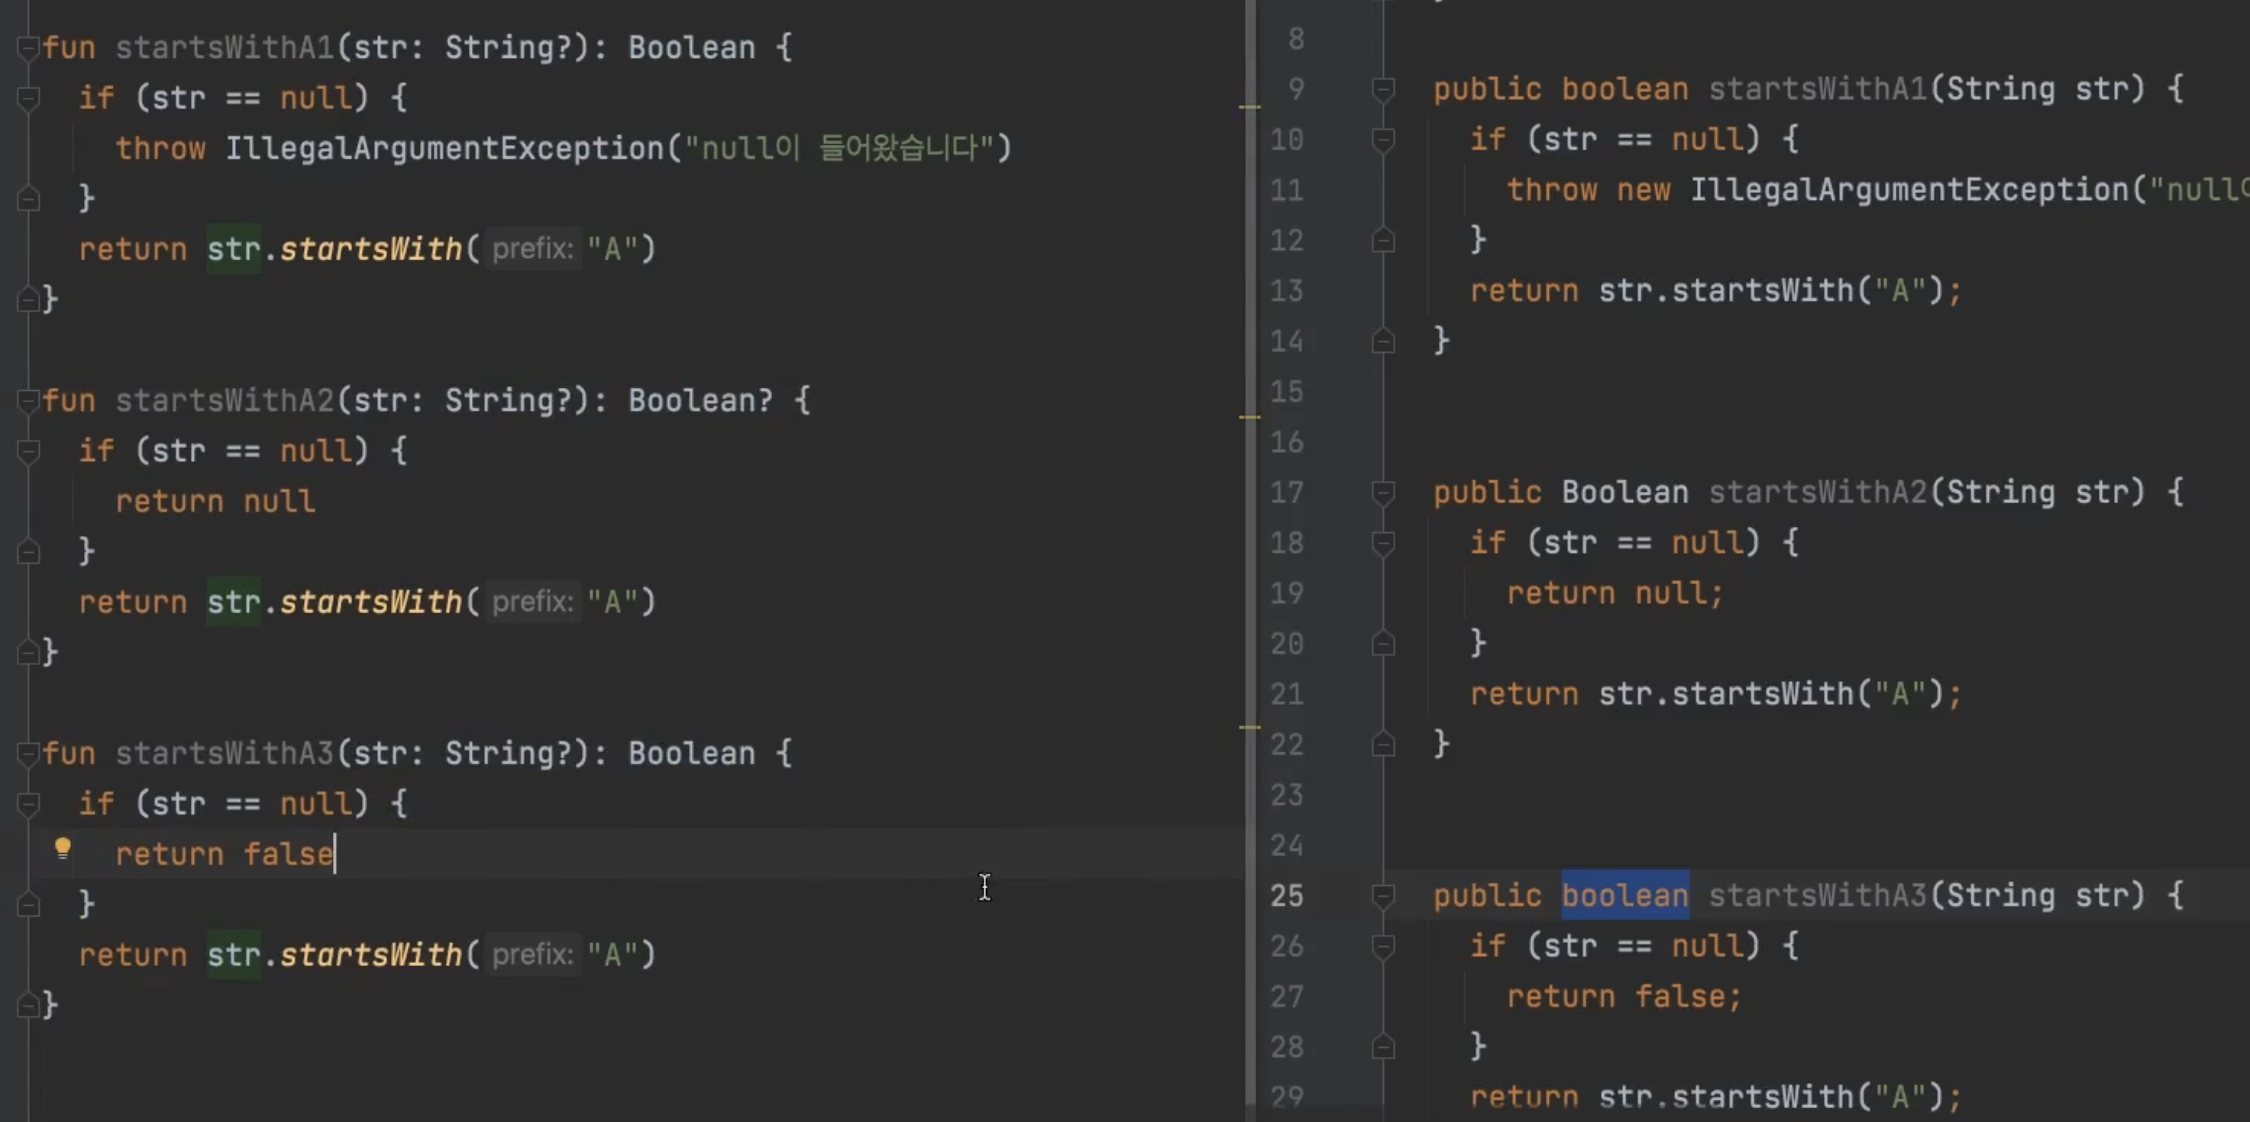 fun startsWithA1(str: String?): Boolean {
if (str == null) {
throw IllegalArgumentException("null이 들어왔습니다")
}
return str.startsWith( prefix: "A")
}
fun startsWithA2(str: String?): Boolean? {
if (str == null) {
return null
}
return str.startsWith( prefix: "A")
}
fun startsWithA3(str: String?): Boolean {
if (str == null) {
return false
}
return str.startsWith( prefix: "A")
}
8
9 public boolean startsWithA1(String str) {
10 if (str == null) {
11 throw new IllegalArgumentException("null
12 }
13 return str.startsWith("A");
14 }
15
16
17 public Boolean startsWithA2(String str) {
18 if (str == null) {
19 return null;
20 }
21 return str.startsWith("A");
22 }
23
24
25 public boolean startsWithA3(String str) {
26 if (str == null) {
27 return false;
28 }
29 return str.startsWith("A");